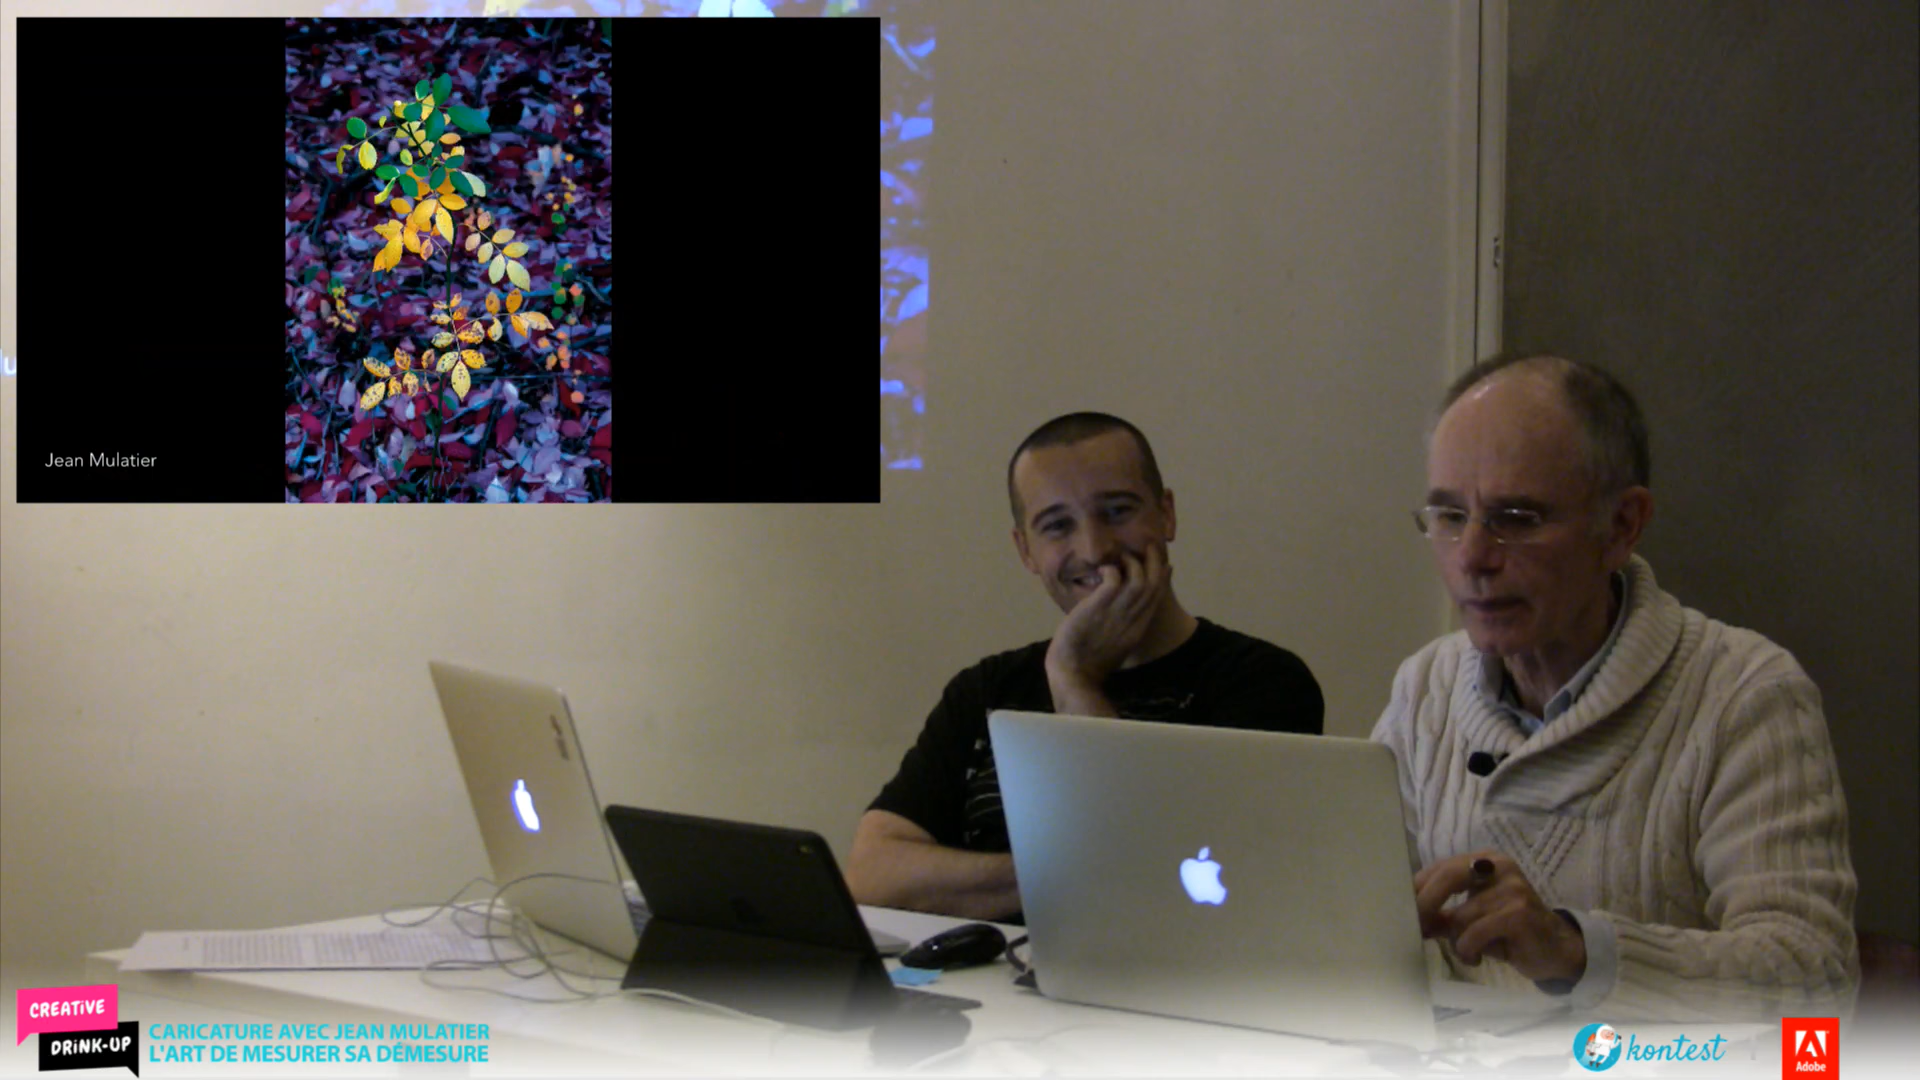 Jean Mulatier
CREATiVE
DRiNK-UP
CARICATURE AVEC JEAN MULATIER
L'ART DE MESURER SA DÉMESURE
kontest
Adobe